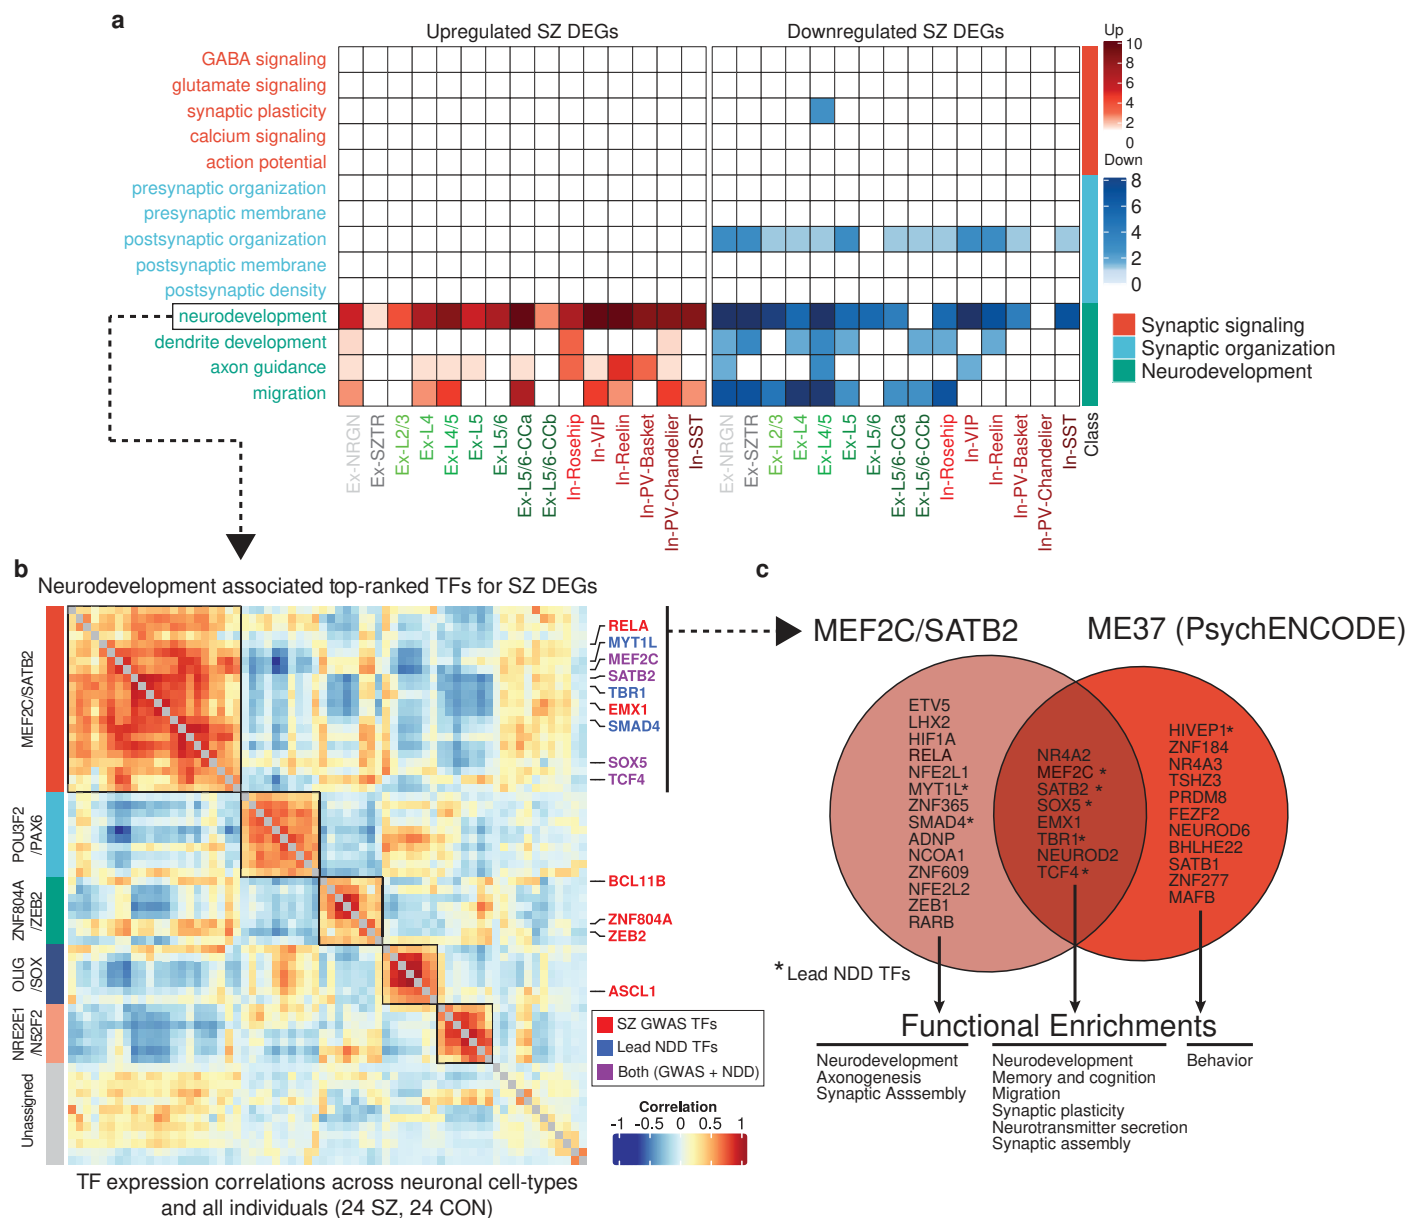 a
Upregulated SZ DEGs
Downregulated SZ DEGs
GABA signaling
glutamate signaling
synaptic plasticity
calcium signaling
action potential
presynaptic organization
presynaptic membrane
postsynaptic organization
postsynaptic membrane
postsynaptic density
neurodevelopment
dendrite development
axon guidance
migration
Up
10
8
6
4
2
0
Down
8
6
4
2
0
Synaptic signaling
Synaptic organization
Neurodevelopment
Ex-NRGN
Ex-SZTR
Ex-L2/3
Ex-L4
Ex-L4/5
Ex-L5
Ex-L5/6
Ex-L5/6-CCa
Ex-L5/6-CCb
In-Rosehip
In-VIP
In-Reelin
In-PV-Basket
In-PV-Chandelier
In-SST
Ex-NRGN
Ex-SZTR
Ex-L2/3
Ex-L4
Ex-L4/5
Ex-L5
Ex-L5/6
Ex-L5/6-CCa
Ex-L5/6-CCb
In-Rosehip
In-VIP
In-Reelin
In-PV-Basket
In-PV-Chandelier
In-SST
Class
b
Neurodevelopment associated top-ranked TFs for SZ DEGs
MEF2C/SATB2
POU3F2
/PAX6
ZNF804A
/ZEB2
OLIG
/SOX
NRE2E1
/N52F2
Unassigned
RELA
MYT1L
MEF2C
SATB2
TBR1
EMX1
SMAD4
SOX5
TCF4
BCL11B
ZNF804A
ZEB2
ASCL1
SZ GWAS TFs
Lead NDD TFs
Both (GWAS + NDD)
Correlation
-1 -0.5 0 0.5 1
TF expression correlations across neuronal cell-types
and all individuals (24 SZ, 24 CON)
c
MEF2C/SATB2
ME37 (PsychENCODE)
ETV5
LHX2
HIF1A
RELA
NFE2L1
MYT1L*
ZNF365
SMAD4*
ADNP
NCOA1
ZNF609
NFE2L2
ZEB1
RARB
NR4A2
MEF2C *
SATB2 *
SOX5 *
EMX1
TBR1*
NEUROD2
TCF4*
HIVEP1*
ZNF184
NR4A3
TSHZ3
PRDM8
FEZF2
NEUROD6
BHLHE22
SATB1
ZNF277
MAFB
* Lead NDD TFs
Functional Enrichments
Neurodevelopment
Axonogenesis
Synaptic Asssembly
Neurodevelopment
Memory and cognition
Migration
Synaptic plasticity
Neurotransmitter secretion
Synaptic assembly
Behavior